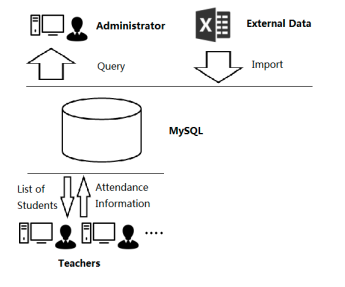 Administrator
External Data
X
Query
Import
MySQL
List of
Students
Attendance
Information
....
Teachers